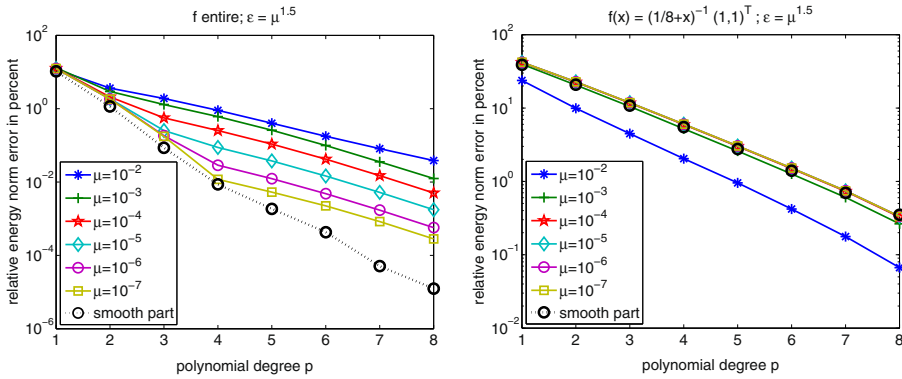 f entire; ε = μ^1.5
relative energy norm error in percent
10^2
10^0
10^−2
10^−4
10^−6
μ=10^−2
μ=10^−3
μ=10^−4
μ=10^−5
μ=10^−6
μ=10^−7
smooth part
1 2 3 4 5 6 7 8
polynomial degree p
f(x) = (1/8+x)^−1 (1,1)^T ; ε = μ^1.5
relative energy norm error in percent
10^2
10^1
10^0
10^−1
10^−2
μ=10^−2
μ=10^−3
μ=10^−4
μ=10^−5
μ=10^−6
μ=10^−7
smooth part
1 2 3 4 5 6 7 8
polynomial degree p